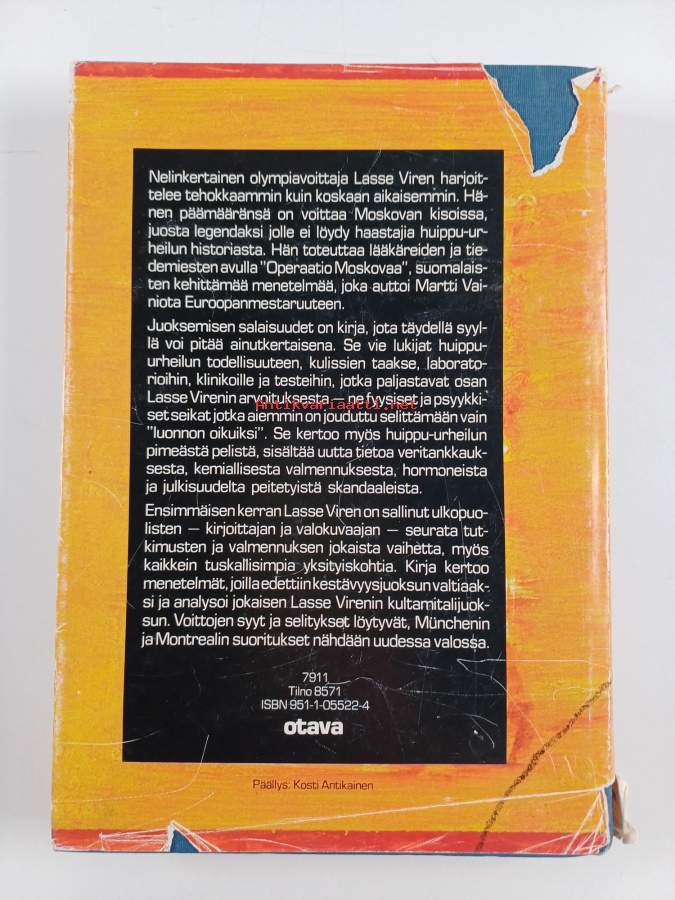 Nelinkertainen olympiavoittaja Lasse Viren harjoit-
telee tehokkaammin kuin koskaan aikaisemmin. Hä-
nen päämääränsä on voittaa Moskovan kisoissa,
juosta legendaksi jolle ei löydy haastajia huippu-ur-
heilun historiasta. Hän toteuttaa lääkäreiden ja tie-
demiesten avulla "Operaatio Moskovaa", suomalais-
ten kehittämää menetelmää, joka auttoi Martti Vai-
niota Euroopanmestaruuteen.
Juoksemisen salaisuudet on kirja, jota täydellä syyl-
lä voi pitää ainutkertaisena. Se vie lukijat huippu-
urheilun todellisuuteen, kulissien taakse, laborato-
rioihin, klinikoille ja testeihin, jotka paljastavat osan
Lasse Virenin arvoituksesta – ne fyysiset ja psyykki-
Antikvariaatti.net
set seikat jotka aiemmin on jouduttu selittämään vain
"luonnon oikuiksi". Se kertoo myös huippu-urheilun
pimeästä pelistä, sisältää uutta tietoa veritankkauk-
sesta, kemiallisesta valmennuksesta, hormoneista
ja julkisuudelta peitetyistä skandaaleista.
Ensimmäisen kerran Lasse Viren on sallinut ulkopuo-
listen – kirjoittajan ja valokuvaajan – seurata tut-
kimusten ja valmennuksen jokaista vaihetta, myös
kaikkein tuskallisimpia yksityiskohtia. Kirja kertoo
menetelmät, joilla edettiin kestävyysjuoksun valtiaak-
si ja analysoi jokaisen Lasse Virenin kultamitalijuok-
sun. Voittojen syyt ja selitykset löytyvät, Münchenin
ja Montrealin suoritukset nähdään uudessa valossa.
7911
Tilno 8571
ISBN 951-1-05522-4
otava
Päällys: Kosti Antikainen